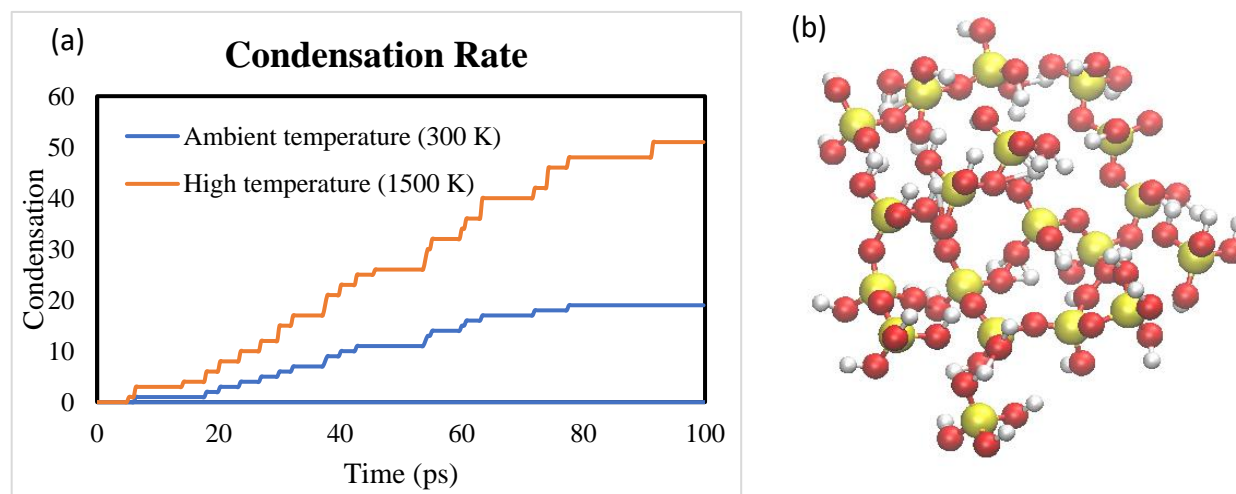 (a)
Condensation Rate
60
50
40
30
20
10
0
Condensation
Ambient temperature (300 K)
High temperature (1500 K)
0 20 40 60 80 100
Time (ps)
(b)